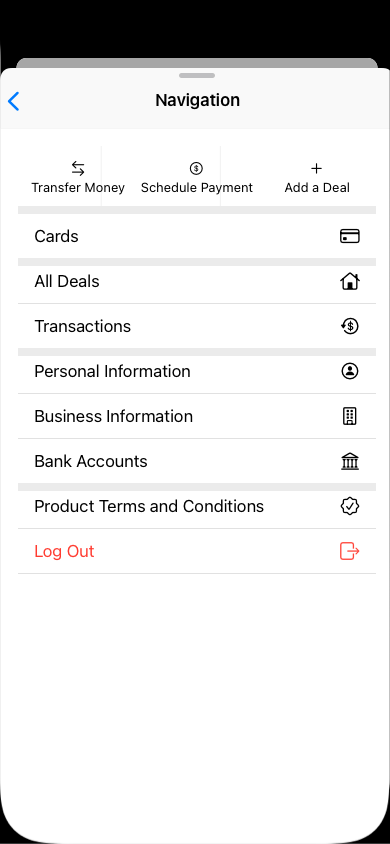 Navigation
Transfer Money
Schedule Payment
Add a Deal
Cards
All Deals
Transactions
Personal Information
Business Information
Bank Accounts
Product Terms and Conditions
Log Out